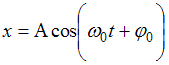 x = A cos(ω₀t + φ₀)